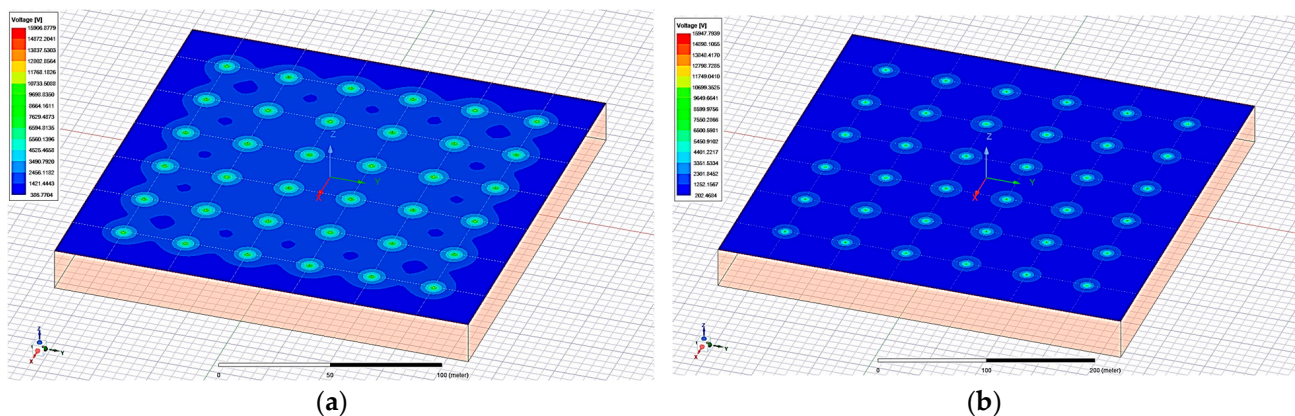 Voltage [V]
15906.8779
14872.2041
13837.5303
12802.8564
11768.1826
10733.5088
9698.8350
8664.1611
7629.4873
6594.8135
5560.1396
4525.4658
3490.7920
2456.1182
1421.4443
386.7704
Z
Y
X
Z
Y
X
0
50
100 (meter)
(a)
Voltage [V]
15947.7939
14898.1055
13848.4170
12798.7285
11749.0410
10699.3525
9649.6641
8599.9756
7550.2866
6500.5981
5450.9102
4401.2217
3351.5334
2301.8452
1252.1567
202.4684
Z
Y
X
Z
Y
X
0
100
200 (meter)
(b)